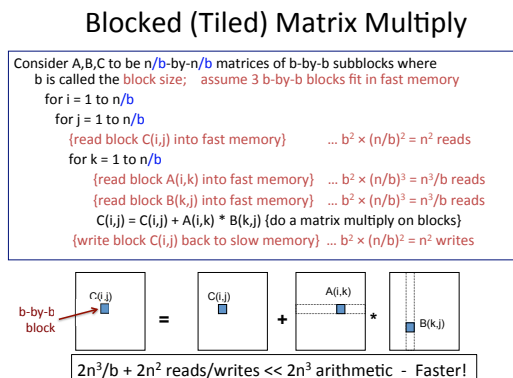 Blocked (Tiled) Matrix Multiply
Consider A,B,C to be n/b-by-n/b matrices of b-by-b subblocks where
b is called the block size; assume 3 b-by-b blocks fit in fast memory
for i = 1 to n/b
for j = 1 to n/b
{read block C(i,j) into fast memory} … b² × (n/b)² = n² reads
for k = 1 to n/b
{read block A(i,k) into fast memory} … b² × (n/b)³ = n³/b reads
{read block B(k,j) into fast memory} … b² × (n/b)³ = n³/b reads
C(i,j) = C(i,j) + A(i,k) * B(k,j) {do a matrix multiply on blocks}
{write block C(i,j) back to slow memory} … b² × (n/b)² = n² writes
b-by-b
block
C(i,j)
=
C(i,j)
+
A(i,k)
*
B(k,j)
2n³/b + 2n² reads/writes << 2n³ arithmetic - Faster!